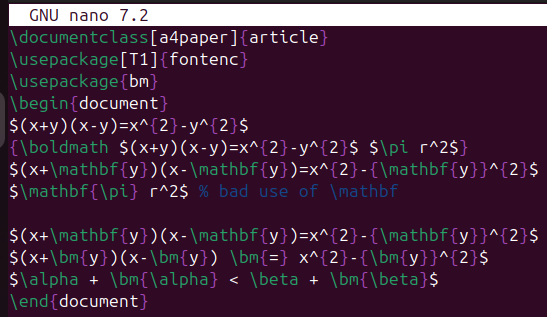 GNU nano 7.2
\documentclass[a4paper]{article}
\usepackage[T1]{fontenc}
\usepackage{bm}
\begin{document}
$(x+y)(x-y)=x^{2}-y^{2}$
{\boldmath $(x+y)(x-y)=x^{2}-y^{2}$ $\pi r^2$}
$(x+\mathbf{y})(x-\mathbf{y})=x^{2}-{\mathbf{y}}^{2}$
$\mathbf{\pi} r^2$ % bad use of \mathbf
$(x+\mathbf{y})(x-\mathbf{y})=x^{2}-{\mathbf{y}}^{2}$
$(x+\bm{y})(x-\bm{y}) \bm{=} x^{2}-{\bm{y}}^{2}$
$\alpha + \bm{\alpha} < \beta + \bm{\beta}$
\end{document}